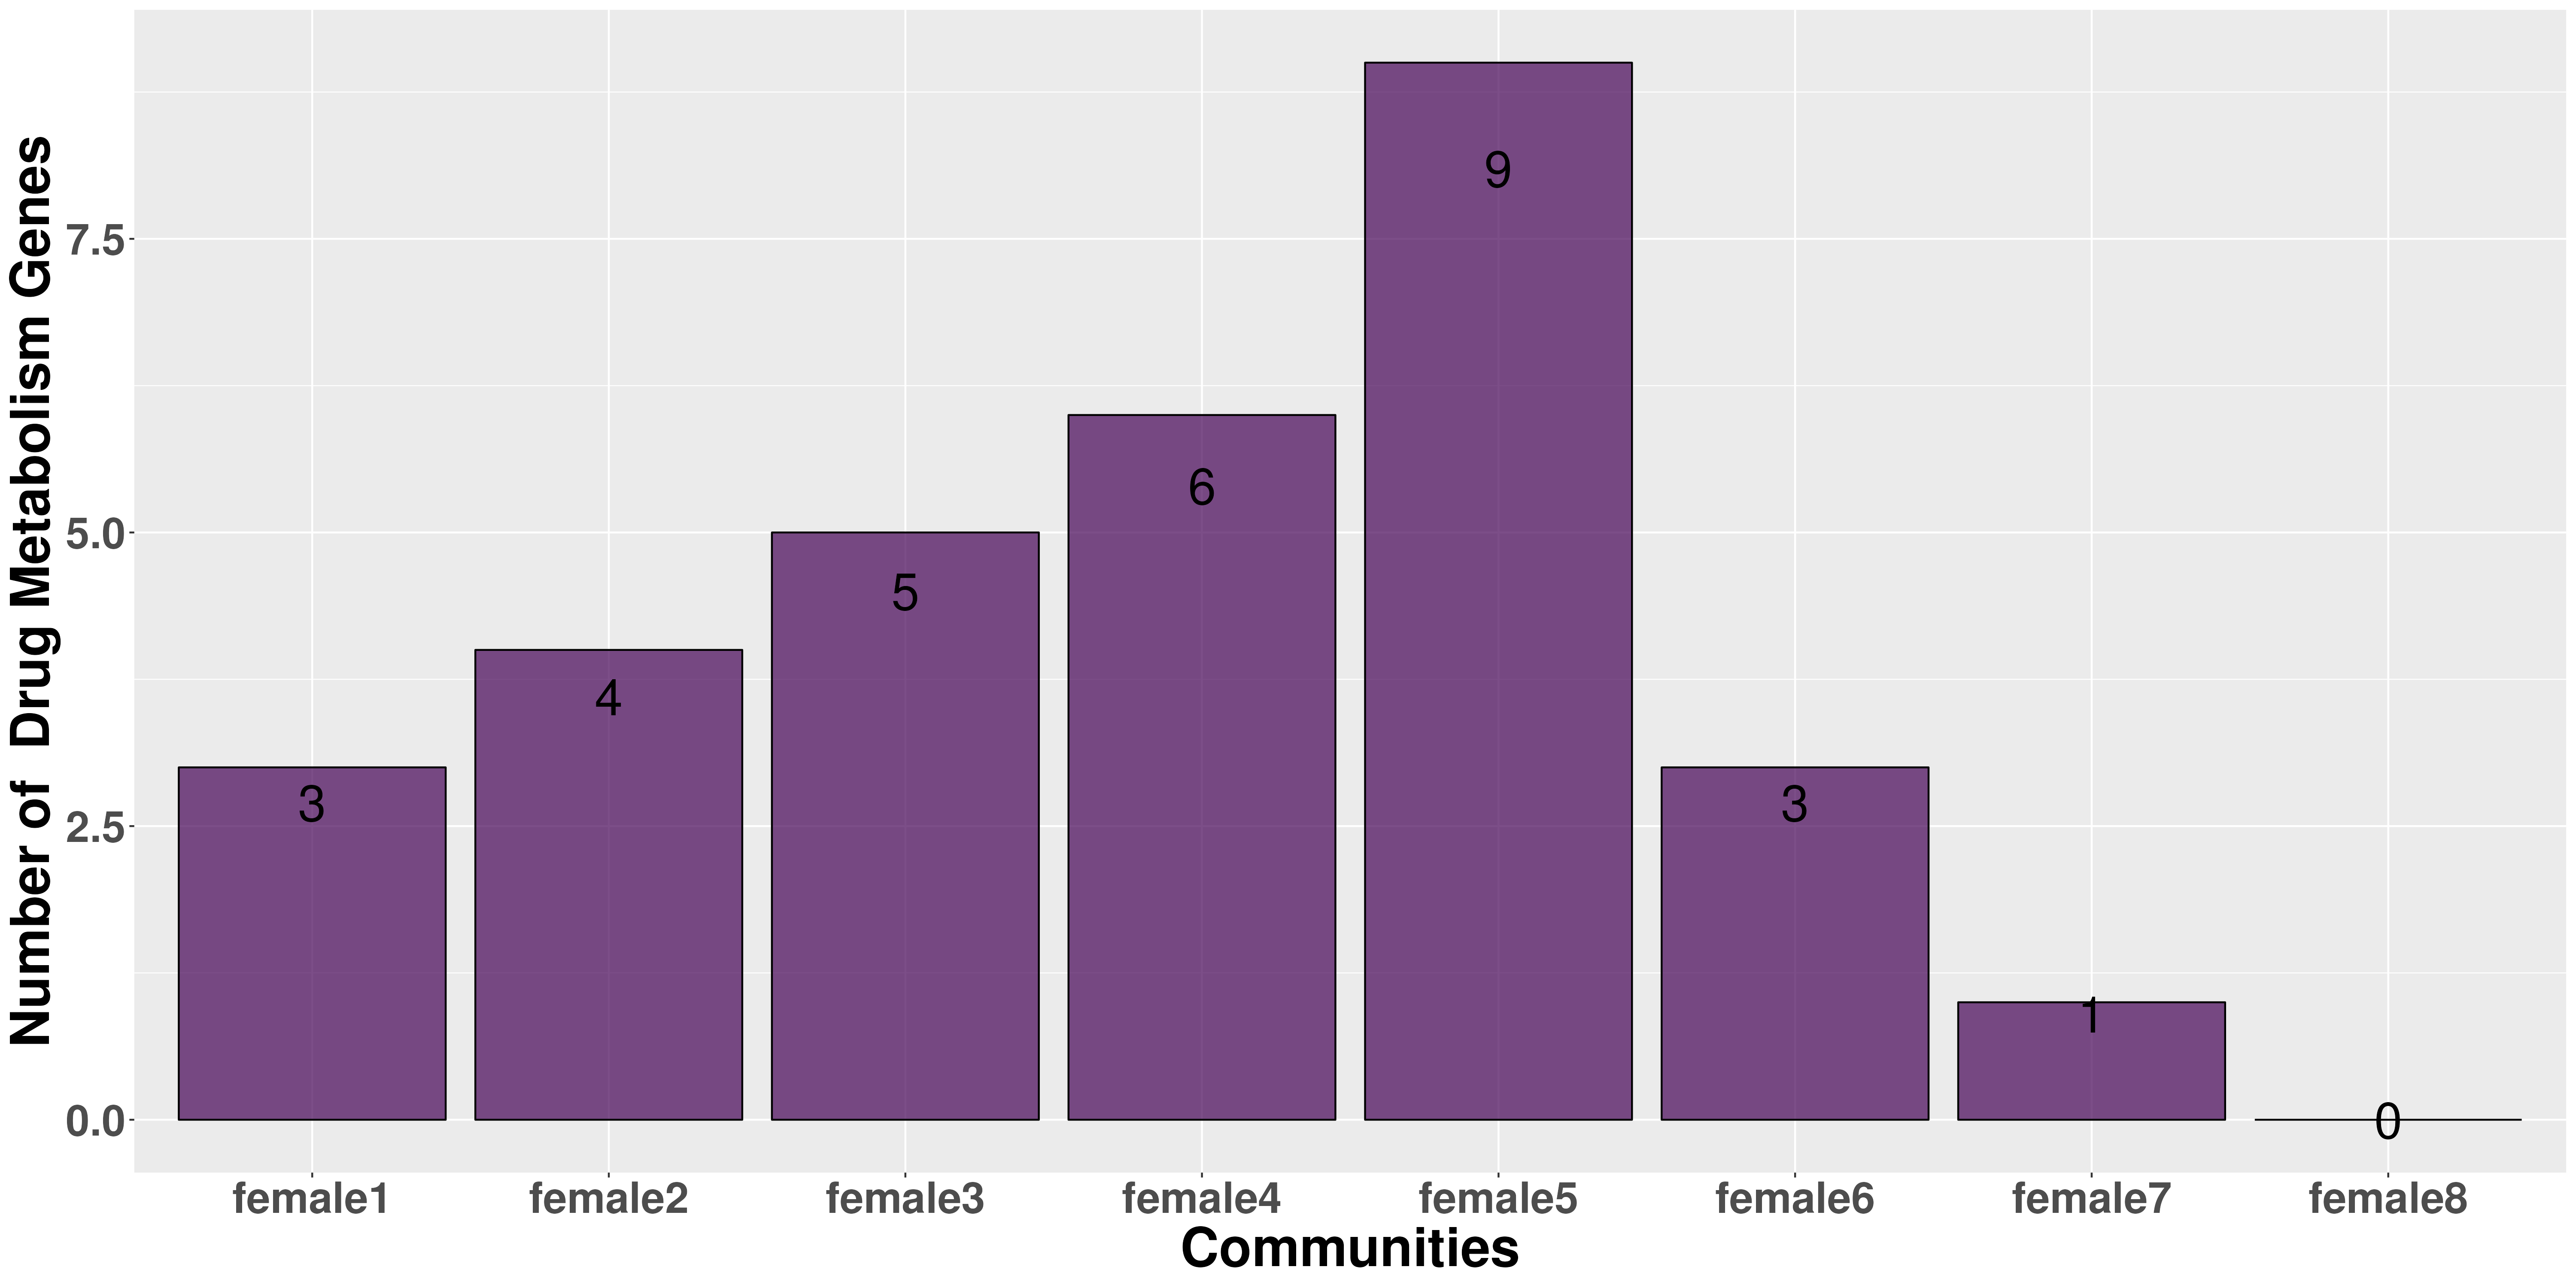 Number of  Drug Metabolism Genes
7.5
5.0
2.5
0.0
3
4
5
6
9
3
1
0
female1
female2
female3
female4
female5
female6
female7
female8
Communities